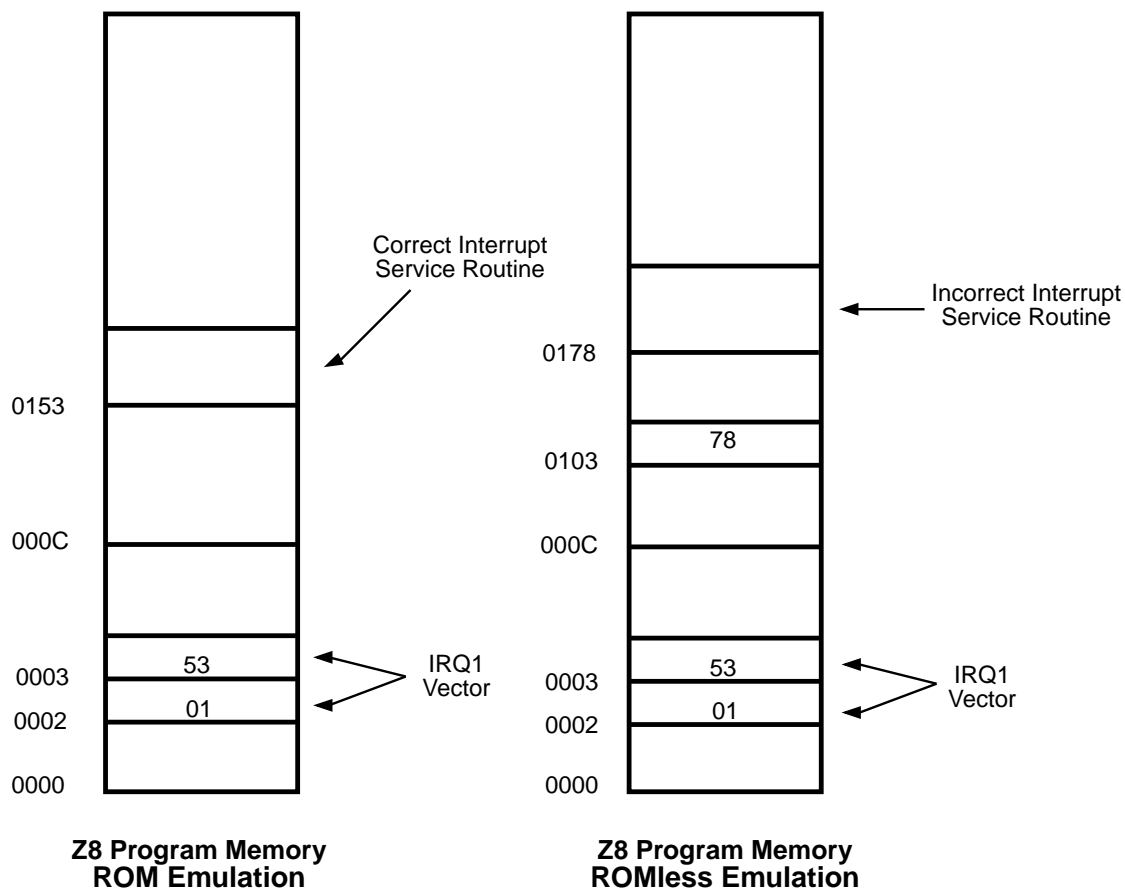 Correct Interrupt
Service Routine
0153
000C
53
0003
01
0002
0000
IRQ1
Vector
Z8 Program Memory
ROM Emulation
Incorrect Interrupt
Service Routine
0178
78
0103
000C
53
0003
01
0002
0000
IRQ1
Vector
Z8 Program Memory
ROMless Emulation